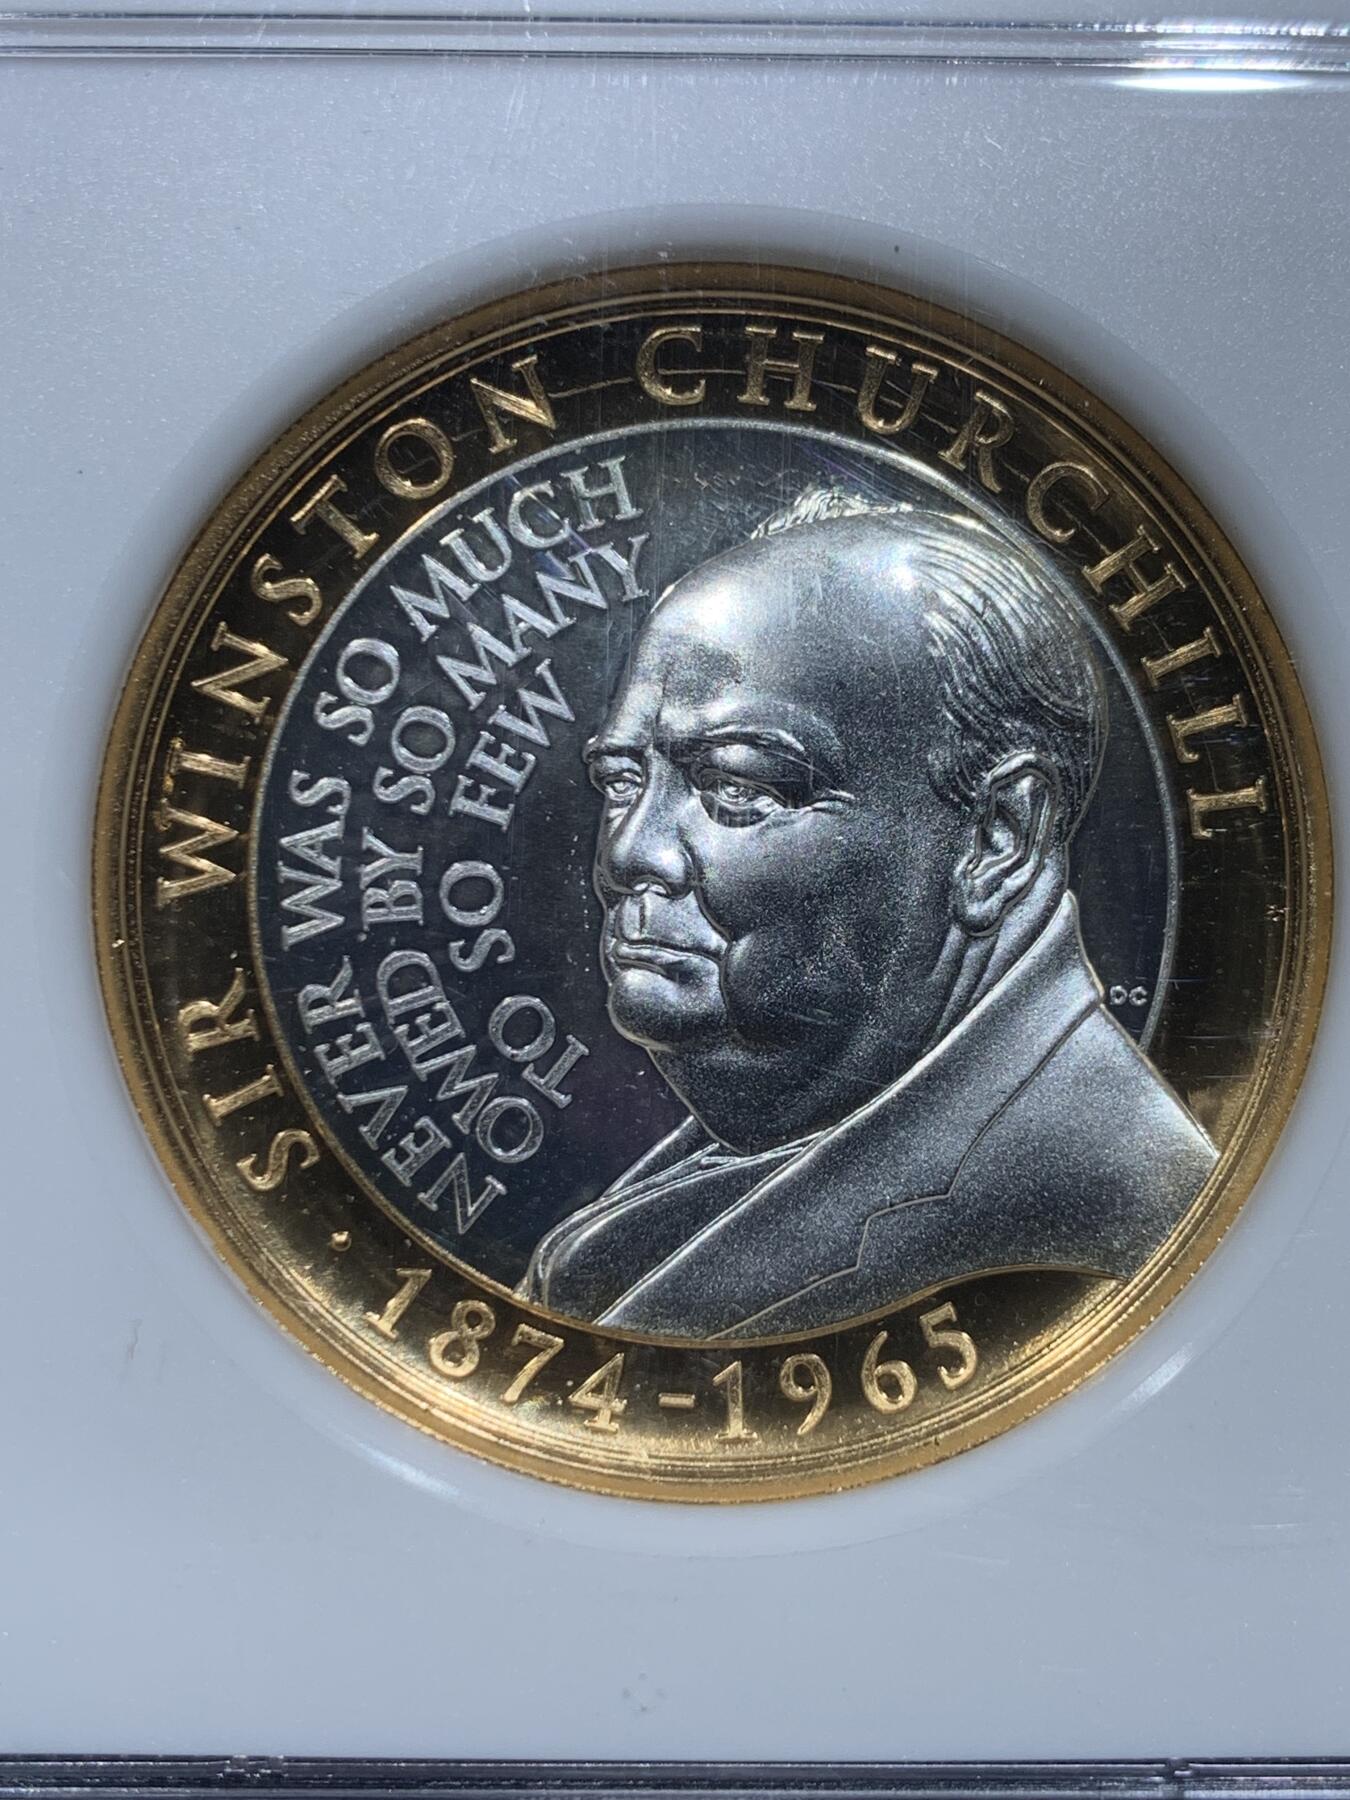 SIR WINSTON CHURCHILL
NEVER WAS SO MUCH
OWED BY SO MANY
TO SO FEW
DC
· 1874-1965